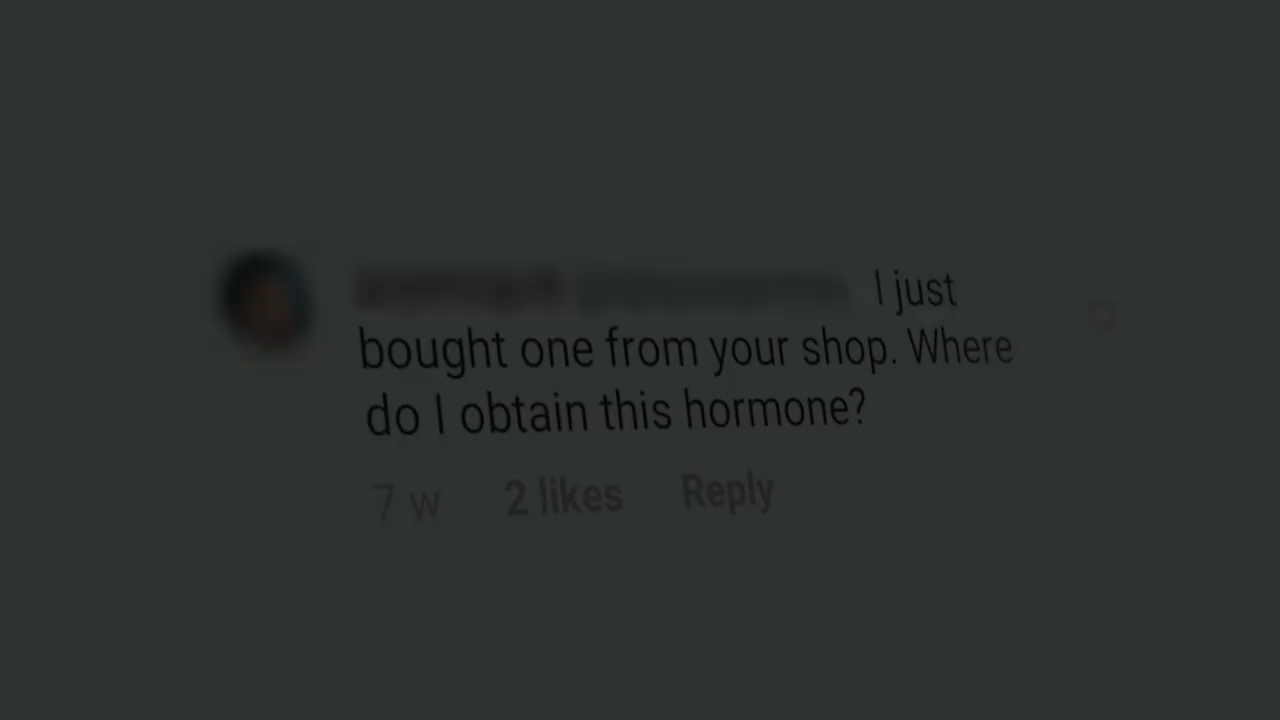 I just
bought one from your shop. Where
do I obtain this hormone?
7 w 2 likes Reply